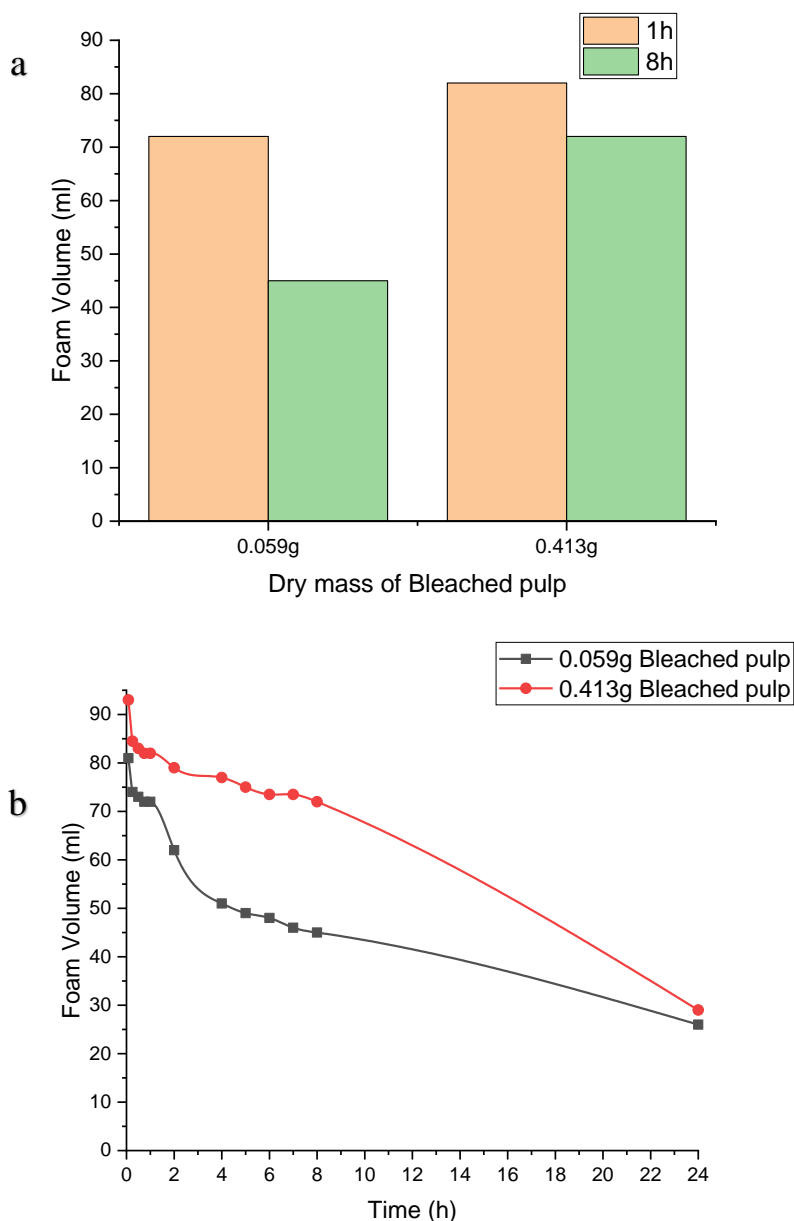 a
1h
8h
90
80
70
60
50
40
30
20
10
0
Foam Volume (ml)
0.059g
0.413g
Dry mass of Bleached pulp
b
0.059g Bleached pulp
0.413g Bleached pulp
90
80
70
60
50
40
30
20
10
0
Foam Volume (ml)
0 2 4 6 8 10 12 14 16 18 20 22 24
Time (h)